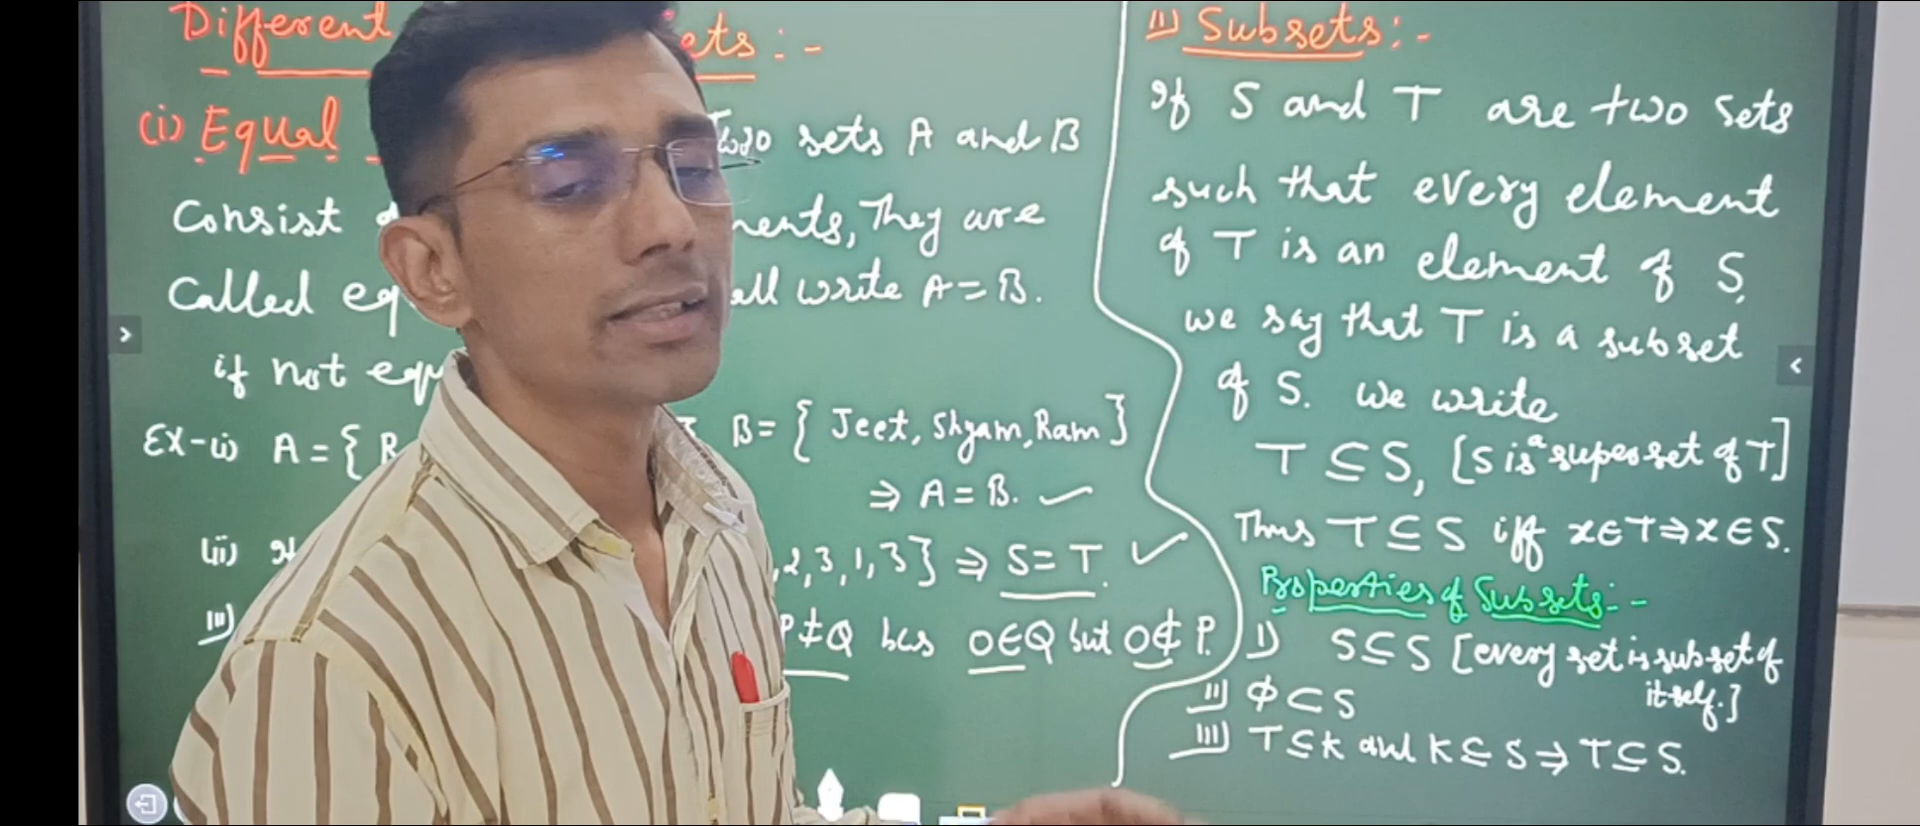 Different ets:-
(i) Equal two sets A and B
Consist ments, They are
Called eq all write A=B.
if not equ
Ex-(i) A={R B={Jeet, Shyam, Ram}
⇒ A=B.
(ii) ,2,3,1,3} ⇒ S=T.
(iii) P≠Q bcs 0∈Q but 0∉P.
ii) Subsets:-
If S and T are two sets
such that every element
of T is an element of S,
we say that T is a subset
of S. we write
T⊆S, [S is a superset of T]
Thus T⊆S iff x∈T⇒x∈S.
Properties of Subsets:-
i) S⊆S [every set is subset of
itself.]
ii) Φ⊂S
iii) T⊆K and K⊆S⇒T⊆S.